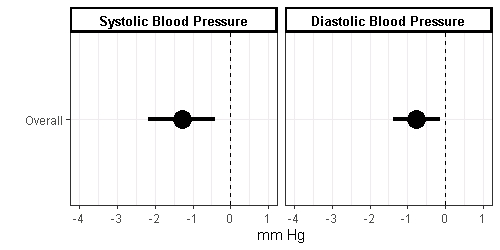 Systolic Blood Pressure Diastolic Blood Pressure
Overall
-4 -3 -2 -1 0 1 -4 -3 -2 -1 0 1
mm Hg